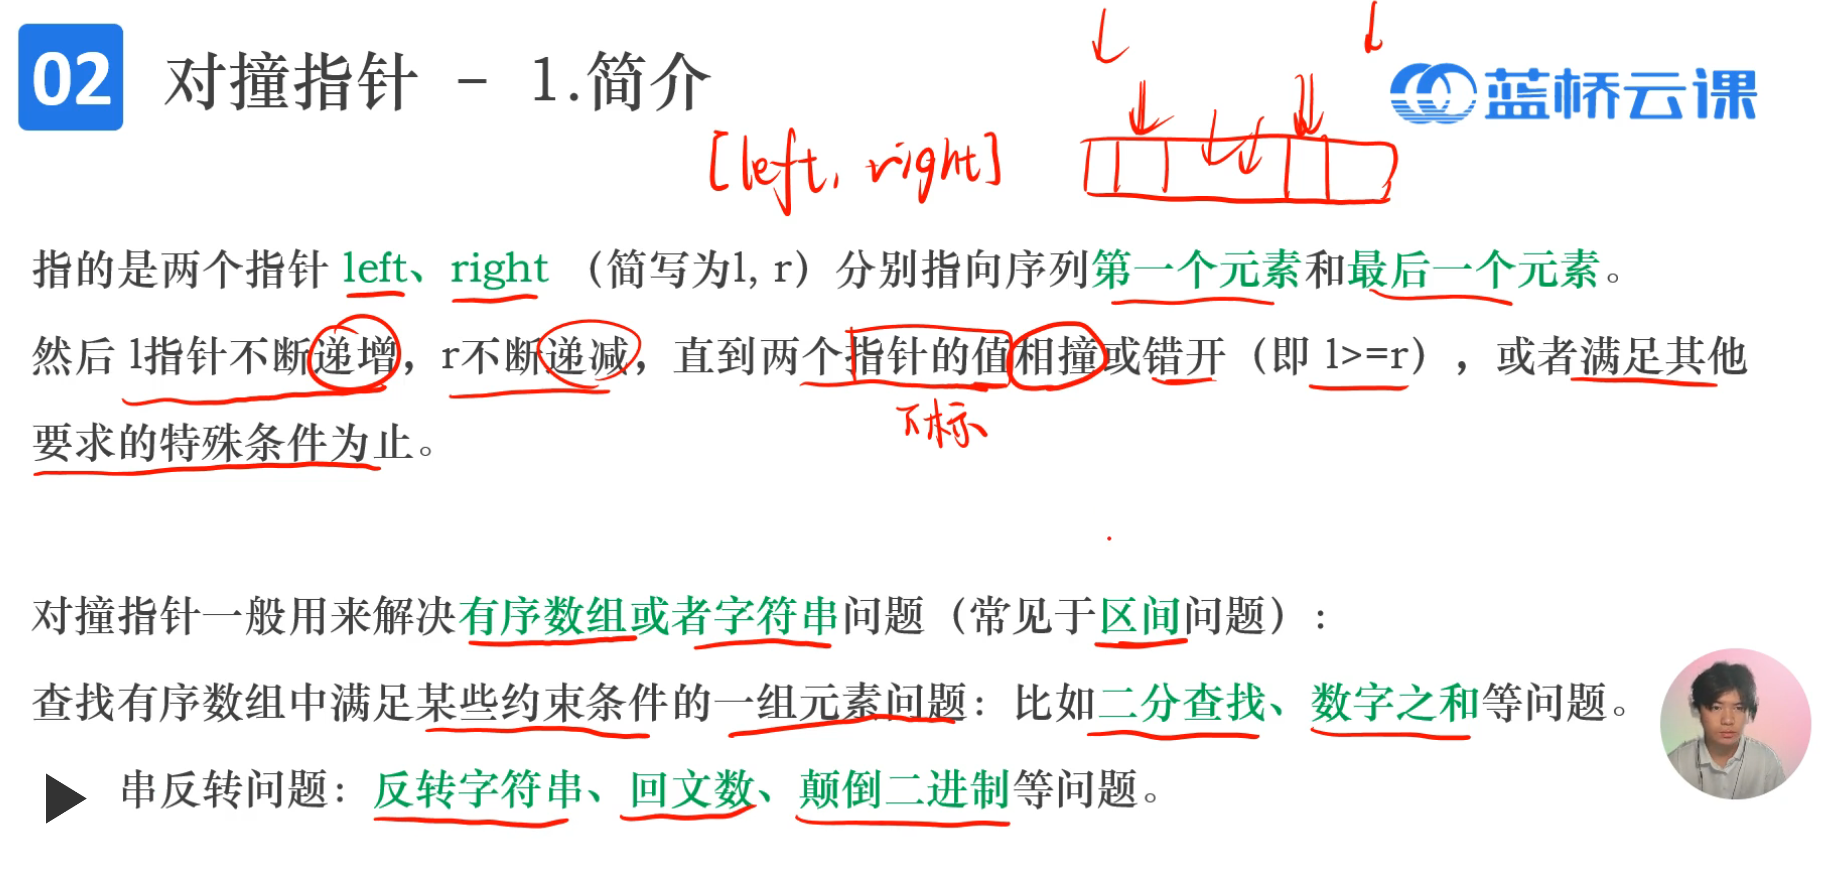 02 对撞指针 - 1.简介
蓝桥云课
[left, right]
指的是两个指针 left、right （简写为l, r）分别指向序列第一个元素和最后一个元素。
然后 l指针不断递增，r不断递减，直到两个指针的值相撞或错开（即 l>=r），或者满足其他
下标
要求的特殊条件为止。
对撞指针一般用来解决有序数组或者字符串问题（常见于区间问题）：
查找有序数组中满足某些约束条件的一组元素问题：比如二分查找、数字之和等问题。
串反转问题：反转字符串、回文数、颠倒二进制等问题。